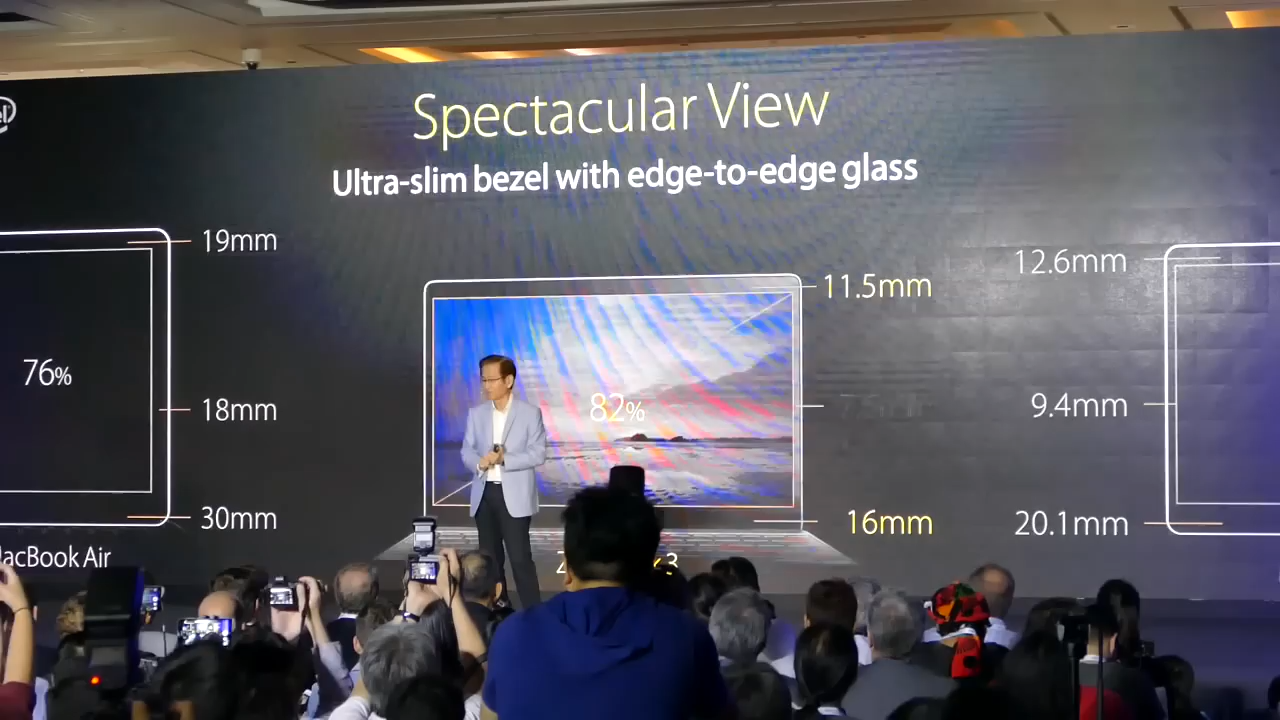 Spectacular View
Ultra-slim bezel with edge-to-edge glass
19mm
76%
18mm
30mm
MacBook Air
11.5mm
82%
16mm
12.6mm
9.4mm
20.1mm